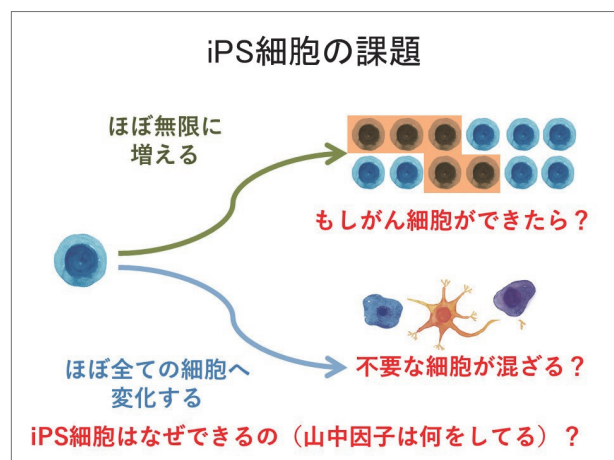 iPS細胞の課題
ほぼ無限に
増える
もしがん細胞ができたら？
ほぼ全ての細胞へ
変化する
不要な細胞が混ざる？
iPS細胞はなぜできるの（山中因子は何をしてる）？